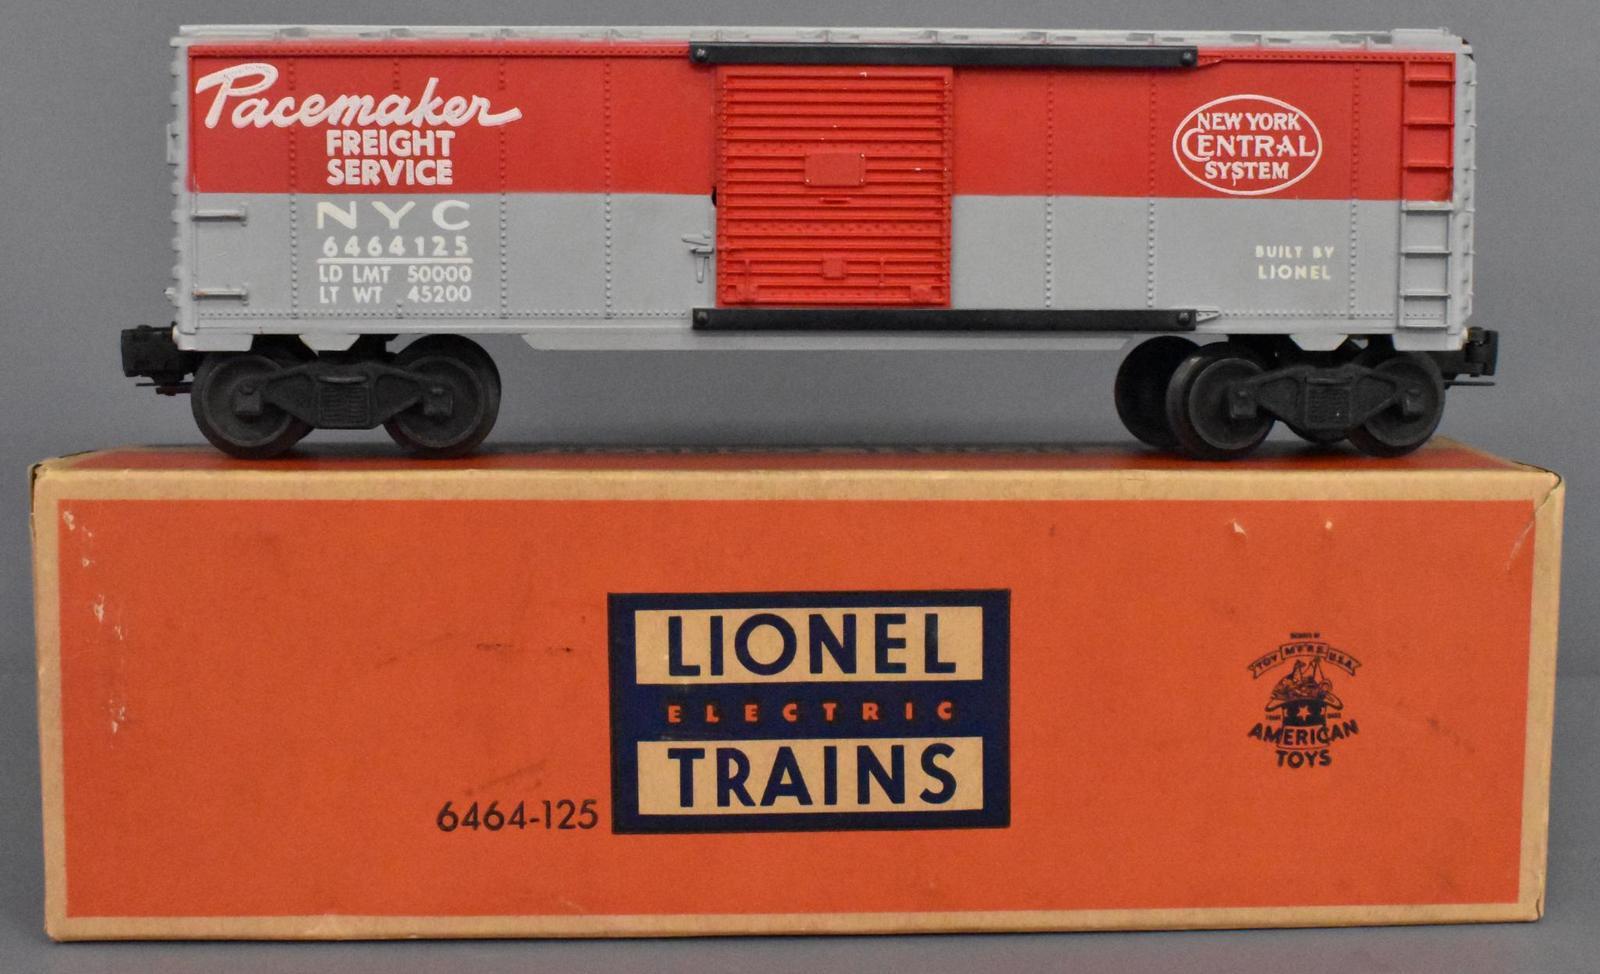 Pacemaker
FREIGHT
SERVICE
NYC
6464125
LD LMT 50000
LT WT 45200
NEW YORK
CENTRAL
SYSTEM
BUILT BY
LIONEL
LIONEL
ELECTRIC
TRAINS
6464-125
TOY MFRS. U.S.A.
AMERICAN
TOYS